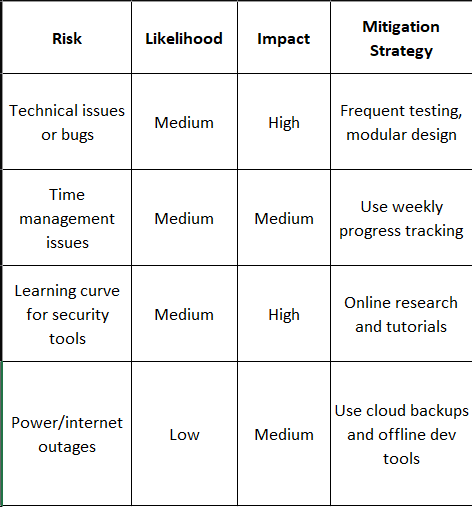 Risk
Likelihood
Impact
Mitigation
Strategy
Technical issues
or bugs
Medium
High
Frequent testing,
modular design
Time
management
issues
Medium
Medium
Use weekly
progress tracking
Learning curve
for security
tools
Medium
High
Online research
and tutorials
Power/internet
outages
Low
Medium
Use cloud backups
and offline dev
tools